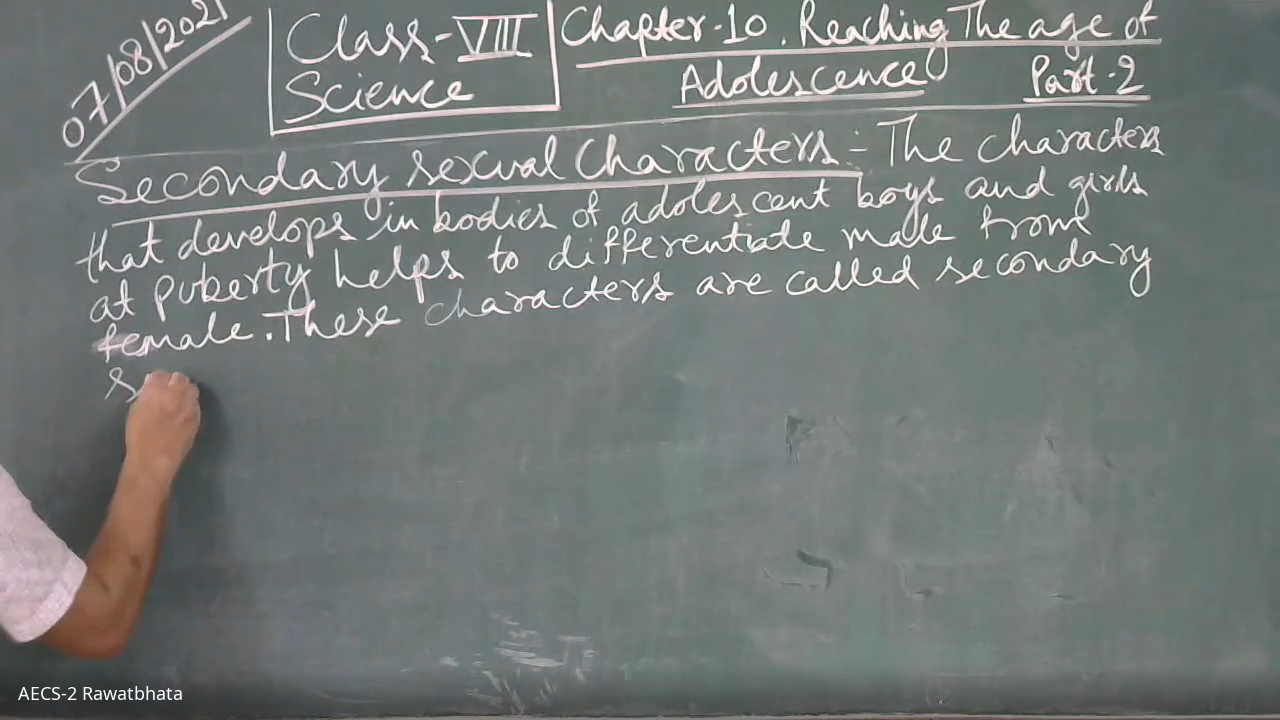 07/08/2021
Class-VIII
Science
Chapter-10. Reaching The age of
Adolescence Part-2
Secondary sexual characters:- The characters
that develops in bodies of adolescent boys and girls
at puberty helps to differentiate male from
female. These characters are called secondary
s
AECS-2 Rawatbhata